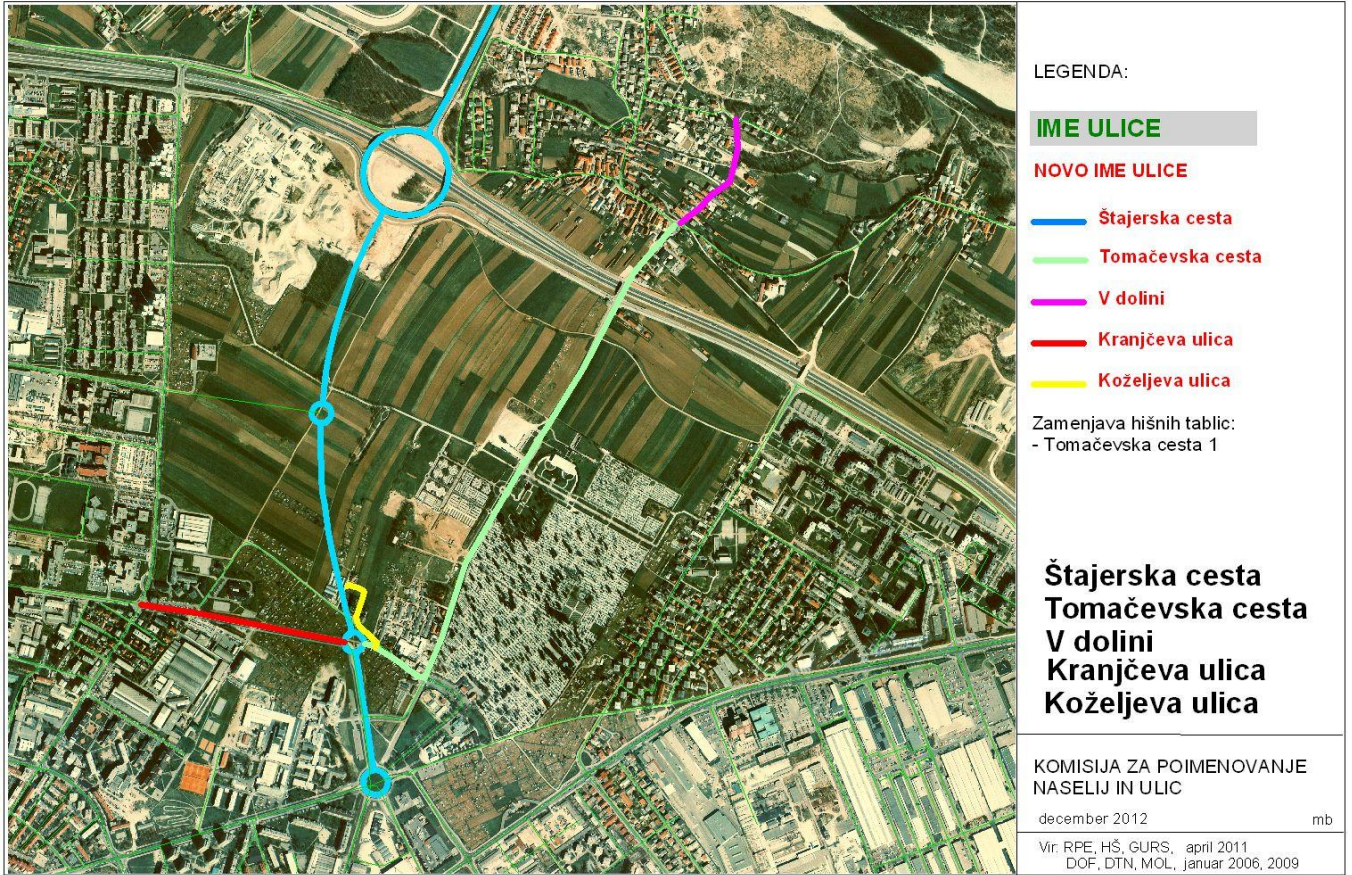 LEGENDA:
IME ULICE
NOVO IME ULICE
Štajerska cesta
Tomačevska cesta
V dolini
Kranjčeva ulica
Koželjeva ulica
Zamenjava hišnih tablic:
- Tomačevska cesta 1
Štajerska cesta
Tomačevska cesta
V dolini
Kranjčeva ulica
Koželjeva ulica
KOMISIJA ZA POIMENOVANJE
NASELIJ IN ULIC
december 2012 mb
Vir: RPE, HŠ, GURS, april 2011
DOF, DTN, MOL, januar 2006, 2009